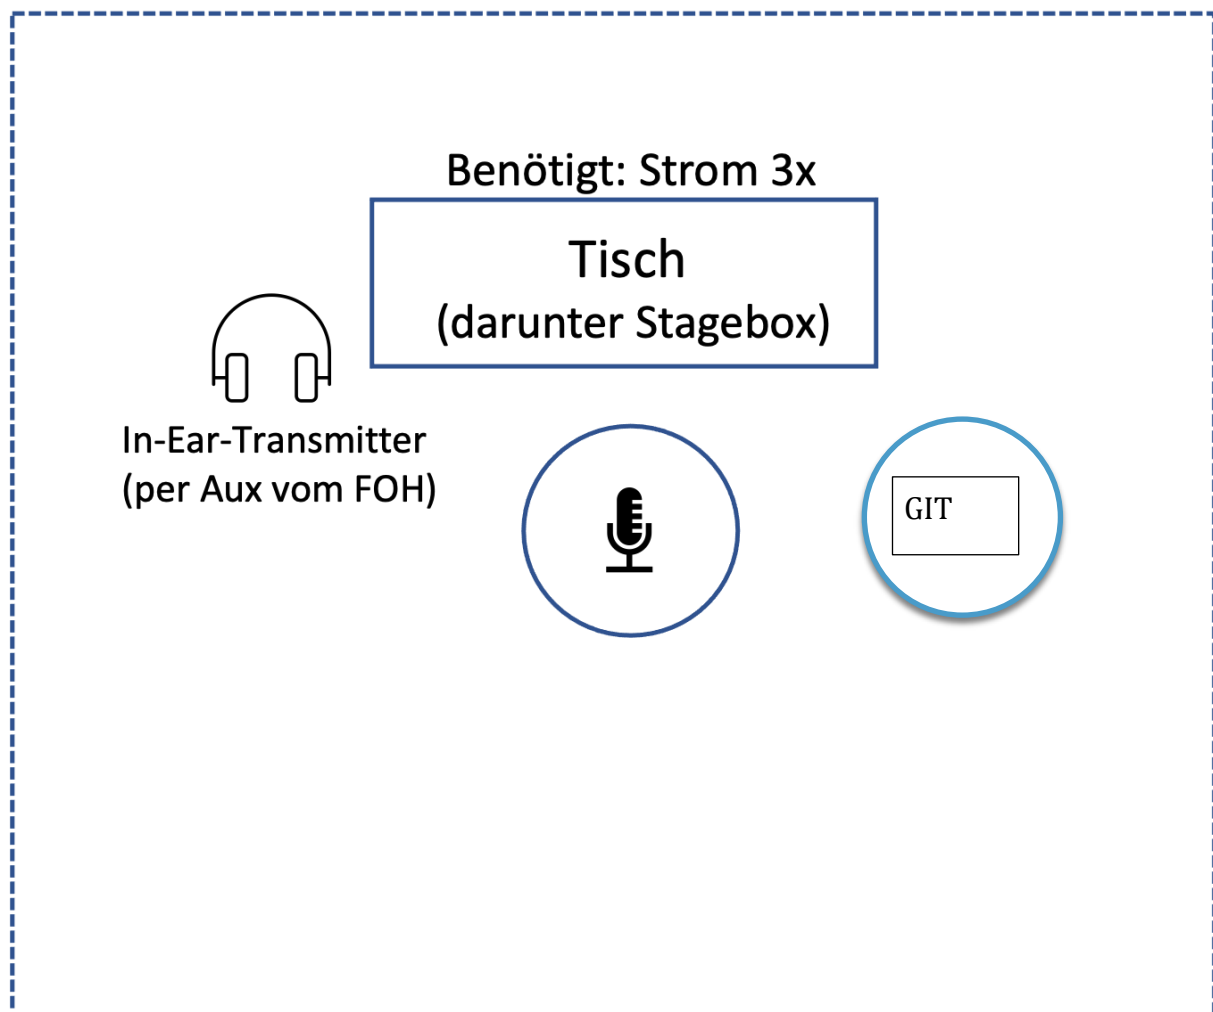 Benötigt: Strom 3x
Tisch
(darunter Stagebox)
In-Ear-Transmitter
(per Aux vom FOH)
GIT